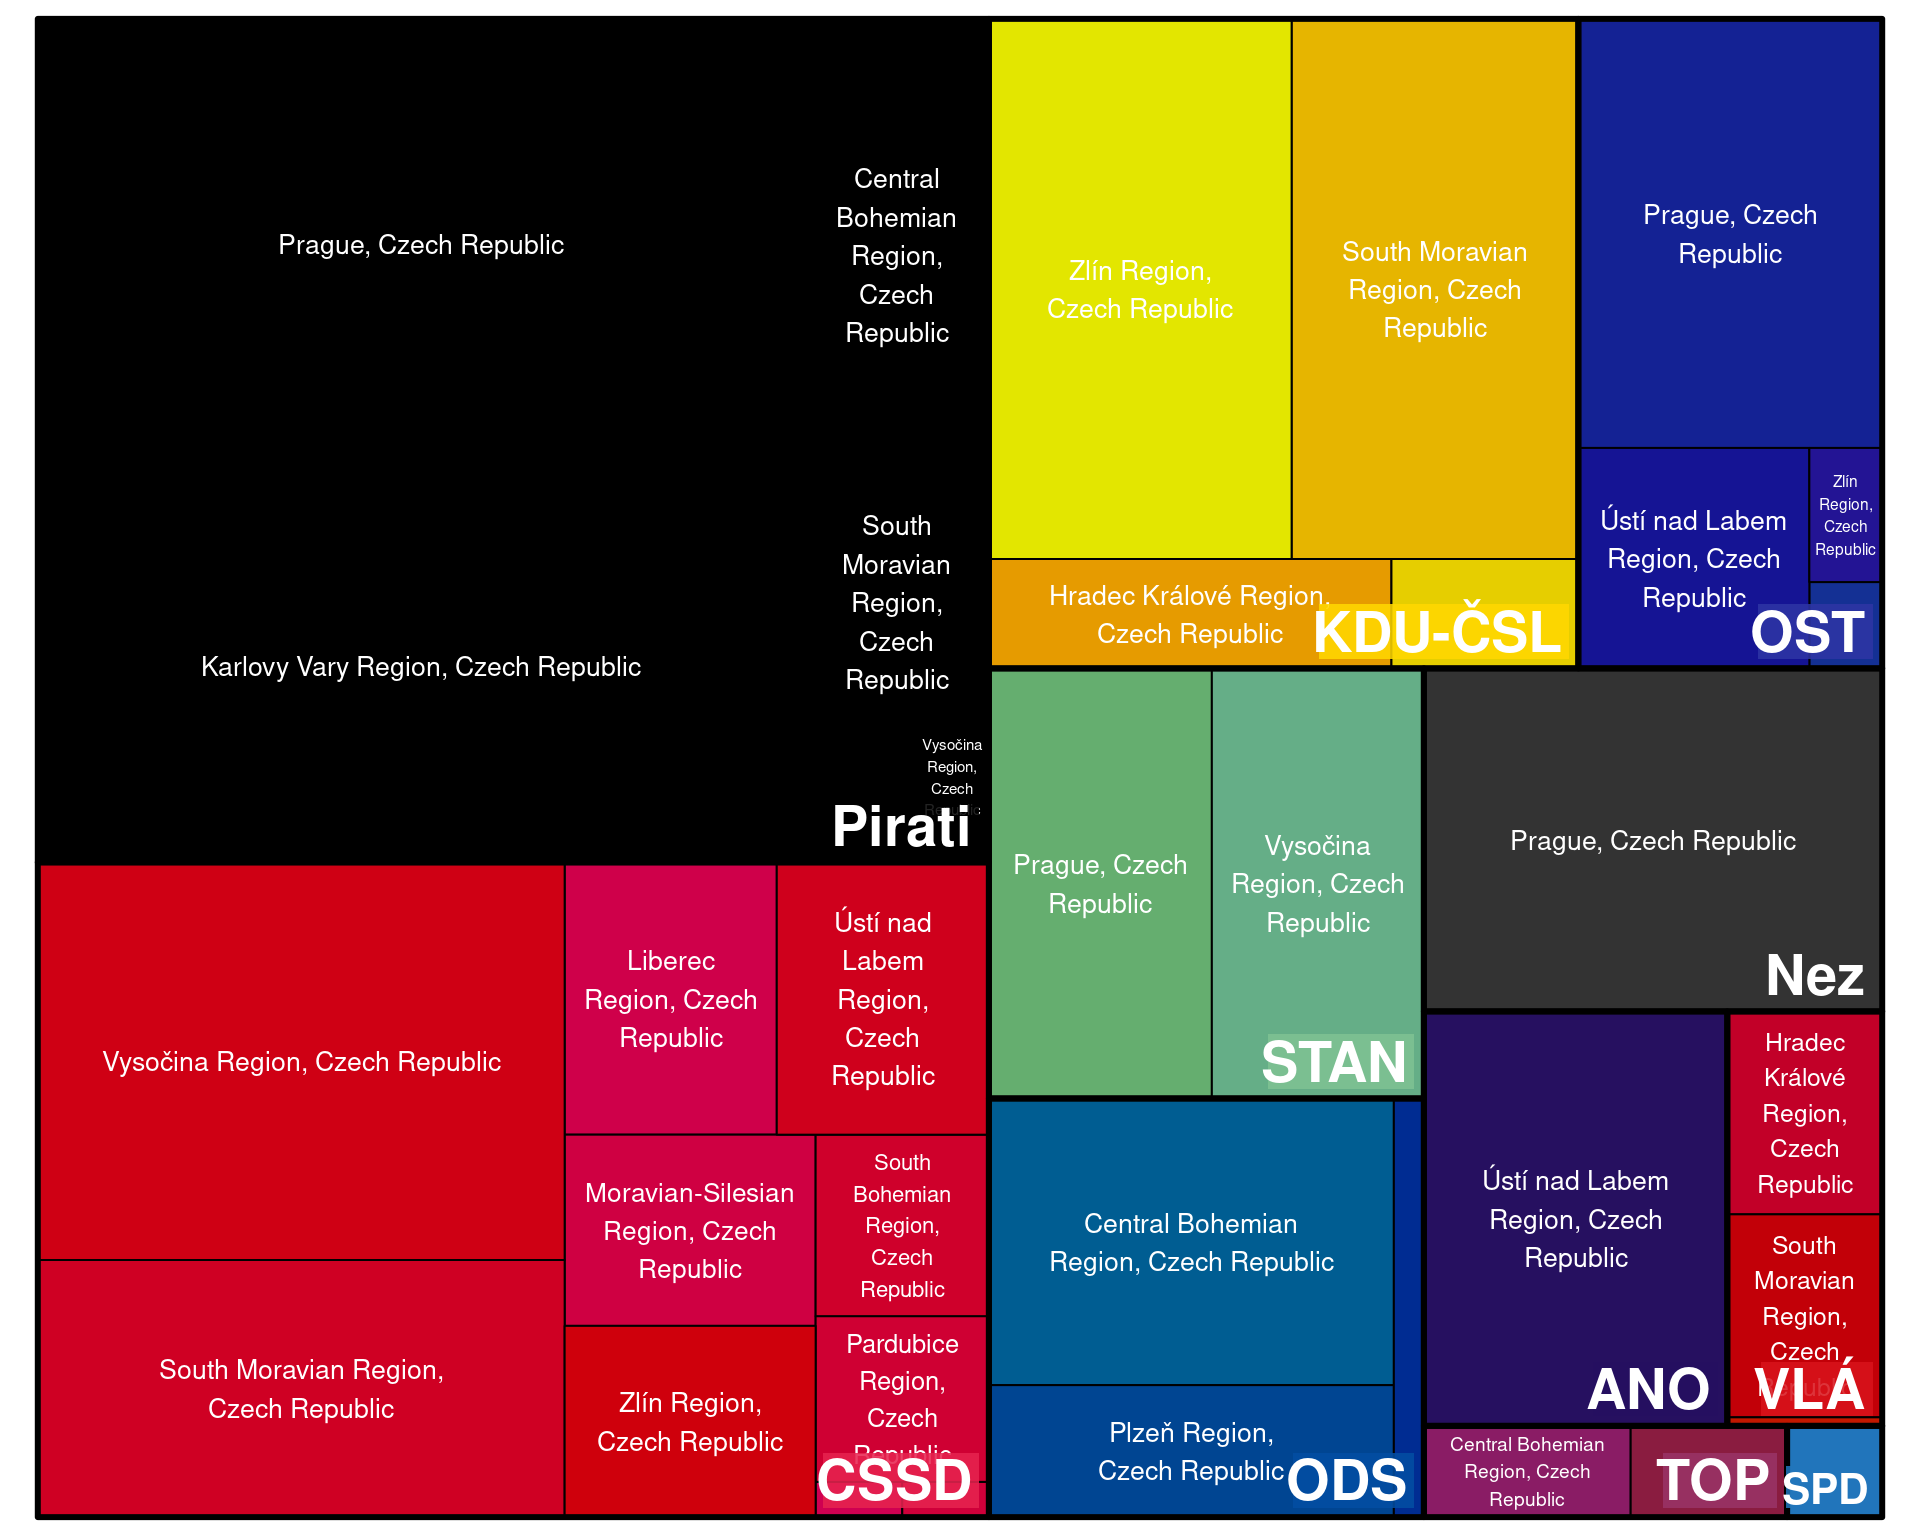 Prague, Czech Republic
Central
Bohemian
Region,
Czech
Republic
Karlovy Vary Region, Czech Republic
South
Moravian
Region,
Czech
Republic
Vysočina
Region,
Czech
Republic
Pirati
Vysočina Region, Czech Republic
South Moravian Region,
Czech Republic
Liberec
Region, Czech
Republic
Ústí nad
Labem
Region,
Czech
Republic
Moravian-Silesian
Region, Czech
Republic
South
Bohemian
Region,
Czech
Republic
Zlín Region,
Czech Republic
Pardubice
Region,
Czech
Republic
CSSD
Zlín Region,
Czech Republic
South Moravian
Region, Czech
Republic
Hradec Králové Region,
Czech Republic
KDU-ČSL
Prague, Czech
Republic
Ústí nad Labem
Region, Czech
Republic
Zlín
Region,
Czech
Republic
OST
Prague, Czech
Republic
Vysočina
Region, Czech
Republic
STAN
Prague, Czech Republic
Nez
Central Bohemian
Region, Czech Republic
Plzeň Region,
Czech Republic
ODS
Ústí nad Labem
Region, Czech
Republic
ANO
Hradec
Králové
Region,
Czech
Republic
South
Moravian
Region,
Czech
Republic
VLÁ
Central Bohemian
Region, Czech
Republic
TOP
SPD